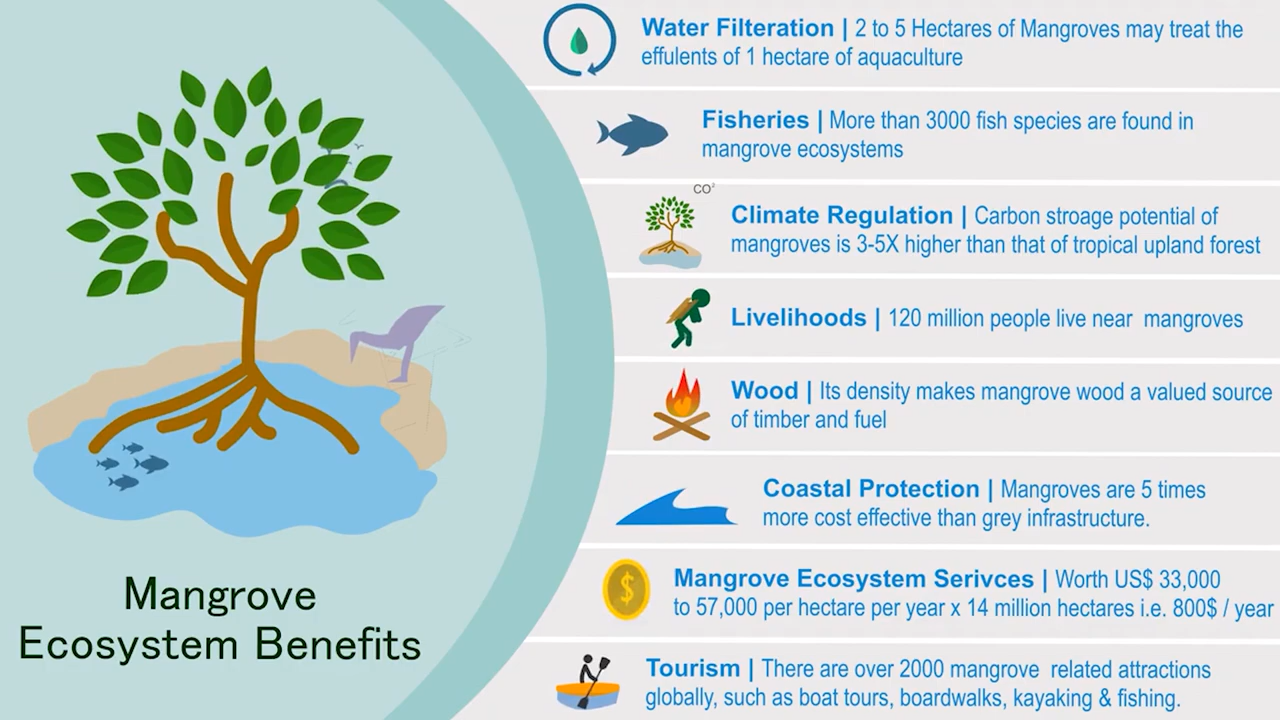 Water Filteration | 2 to 5 Hectares of Mangroves may treat the
effulents of 1 hectare of aquaculture
Fisheries | More than 3000 fish species are found in
mangrove ecosystems
CO²
Climate Regulation | Carbon stroage potential of
mangroves is 3-5X higher than that of tropical upland forest
Livelihoods | 120 million people live near mangroves
Wood | Its density makes mangrove wood a valued source
of timber and fuel
Coastal Protection | Mangroves are 5 times
more cost effective than grey infrastructure.
$
Mangrove Ecosystem Serivces | Worth US$ 33,000
to 57,000 per hectare per year x 14 million hectares i.e. 800$ / year
Tourism | There are over 2000 mangrove related attractions
globally, such as boat tours, boardwalks, kayaking & fishing.
Mangrove
Ecosystem Benefits